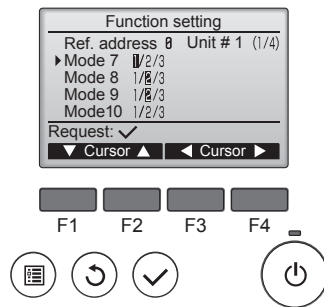 Function setting
Ref. address 0 Unit # 1 (1/4)
Mode 7 1/2/3
Mode 8 1/2/3
Mode 9 1/2/3
Mode10 1/2/3
Request: ✓
▼ Cursor ▲ ◀ Cursor ▶
F1 F2 F3 F4